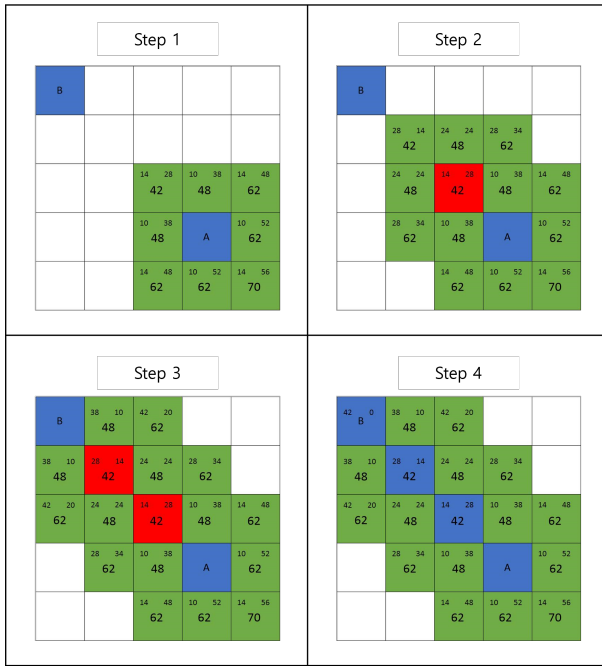 Step 1
B
14 28 10 38 14 48
42 48 62
10 38 10 52
48 A 62
14 48 10 52 14 56
62 62 70
Step 2
B
28 14 24 24 28 34
42 48 62
24 24 14 28 10 38 14 48
48 42 48 62
28 34 10 38 10 52
62 48 A 62
14 48 10 52 14 56
62 62 70
Step 3
38 10 42 20
B 48 62
38 10 28 14 24 24 28 34
48 42 48 62
42 20 24 24 14 28 10 38 14 48
62 48 42 48 62
28 34 10 38 10 52
62 48 A 62
14 48 10 52 14 56
62 62 70
Step 4
42 0 38 10 42 20
B 48 62
38 10 28 14 24 24 28 34
48 42 48 62
42 20 24 24 14 28 10 38 14 48
62 48 42 48 62
28 34 10 38 10 52
62 48 A 62
14 48 10 52 14 56
62 62 70